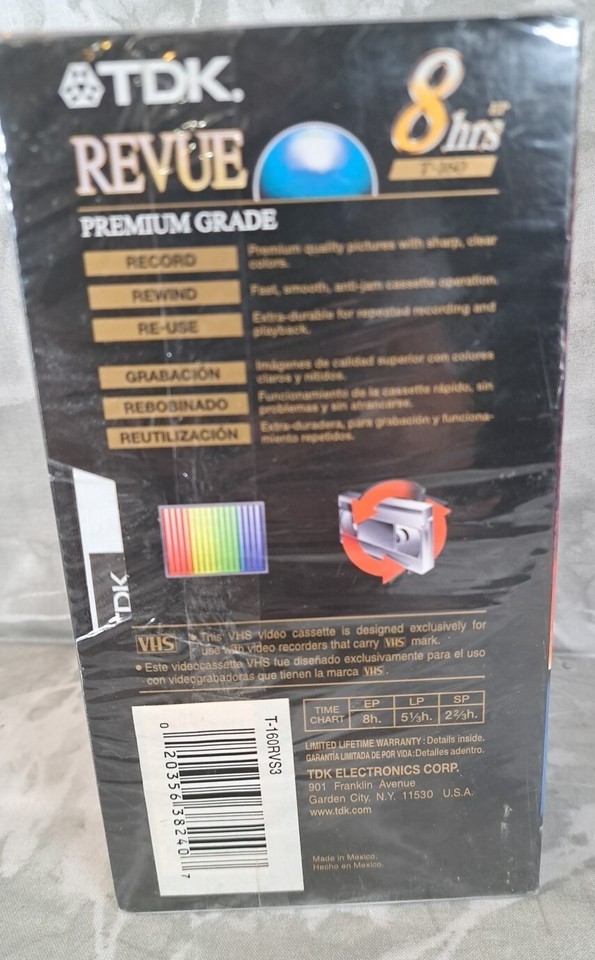 TDK.
8 hrs
EP
T-160
REVUE
PREMIUM GRADE
RECORD
Premium quality pictures with sharp, clear
colors.
REWIND
Fast, smooth, anti-jam cassette operation.
RE-USE
Extra-durable for repeated recording and
playback.
GRABACIÓN
Imágenes de calidad superior con colores
claros y nítidos.
REBOBINADO
Funcionamiento de la cassette rápido, sin
problemas y sin atrancarse.
REUTILIZACIÓN
Extra-duradera, para grabación y funciona-
miento repetidos.
TDK
VHS
• This VHS video cassette is designed exclusively for
use with video recorders that carry VHS mark.
• Este videocassette VHS fue diseñado exclusivamente para el uso
con videograbadoras que tienen la marca VHS.
TIME CHART EP LP SP
8h. 5⅓h. 2⅔h.
LIMITED LIFETIME WARRANTY : Details inside.
GARANTÍA LIMITADA DE POR VIDA: Detalles adentro.
TDK ELECTRONICS CORP.
901 Franklin Avenue
Garden City, N.Y. 11530 U.S.A.
www.tdk.com
Made in Mexico.
Hecho en Mexico.
T-160RVS3
0 20356 38240 7